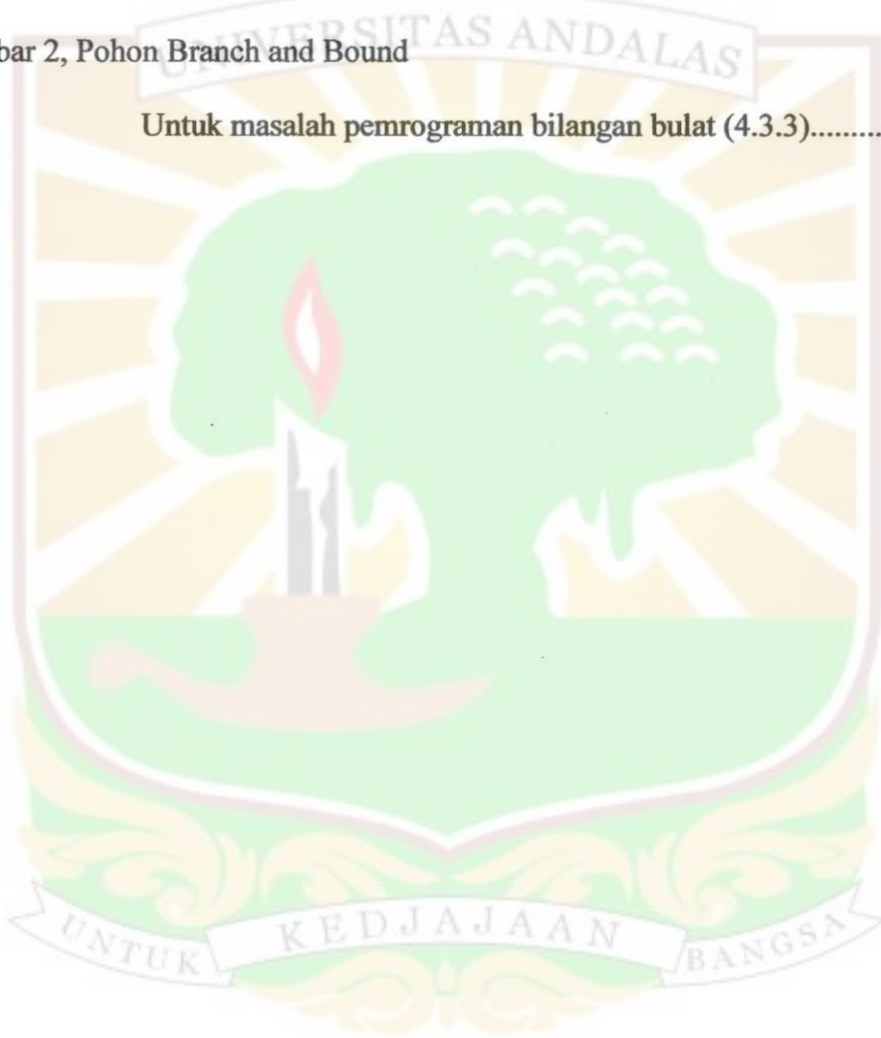 UNIVERSITAS ANDALAS
bar 2, Pohon Branch and Bound
Untuk masalah pemrograman bilangan bulat (4.3.3).........
UNTUK KEDJAJAAN BANGSA